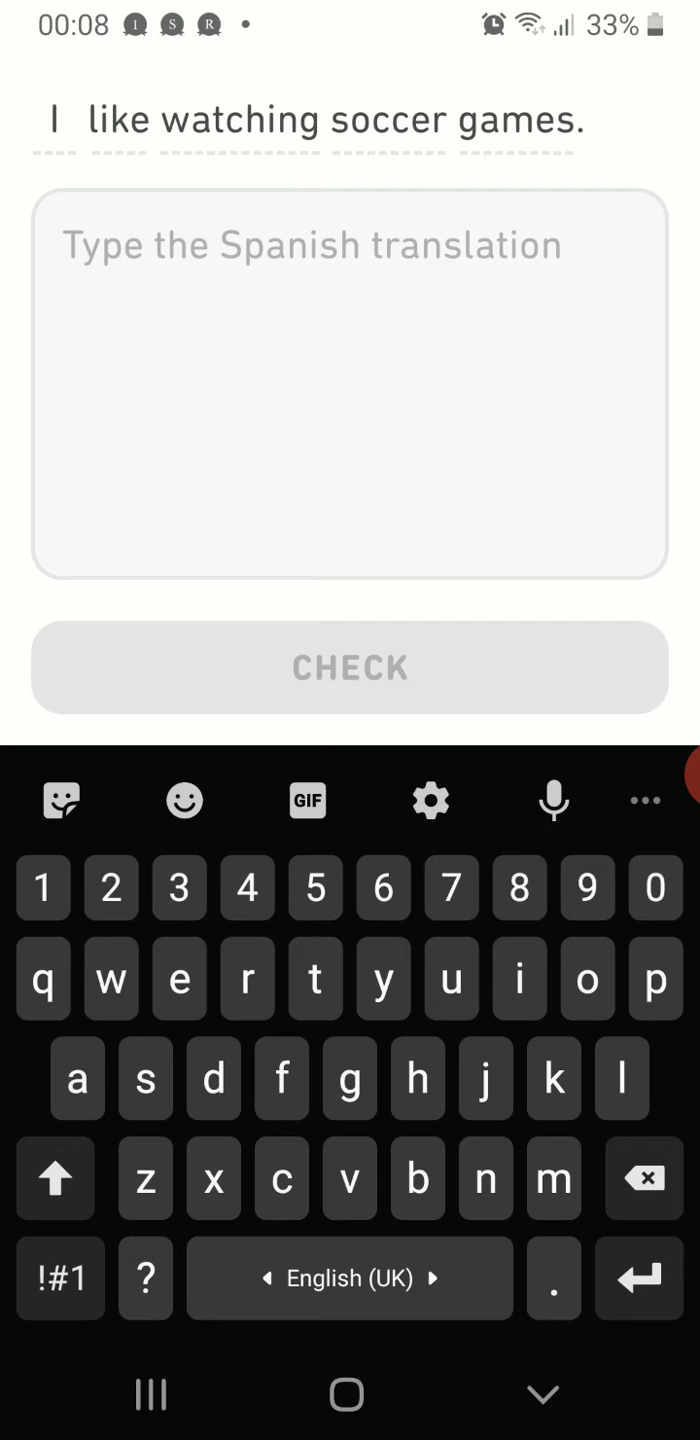 00:08 I S R 33%
I like watching soccer games.
Type the Spanish translation
CHECK
GIF
1 2 3 4 5 6 7 8 9 0
q w e r t y u i o p
a s d f g h j k l
z x c v b n m
!#1 ? English (UK) .